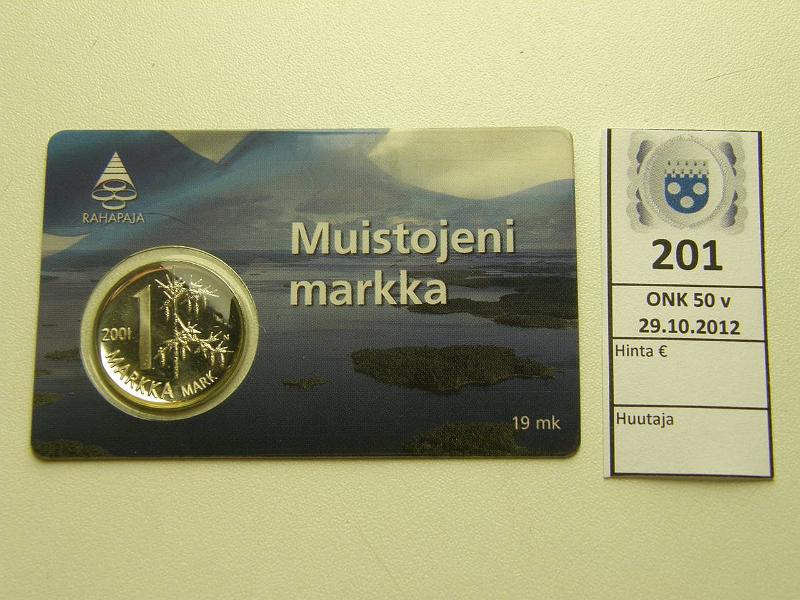 RAHAPAJA
Muistojeni
markka
1
2001
MARKKA MARK
19 mk
201
ONK 50 v
29.10.2012
Hinta €
Huutaja